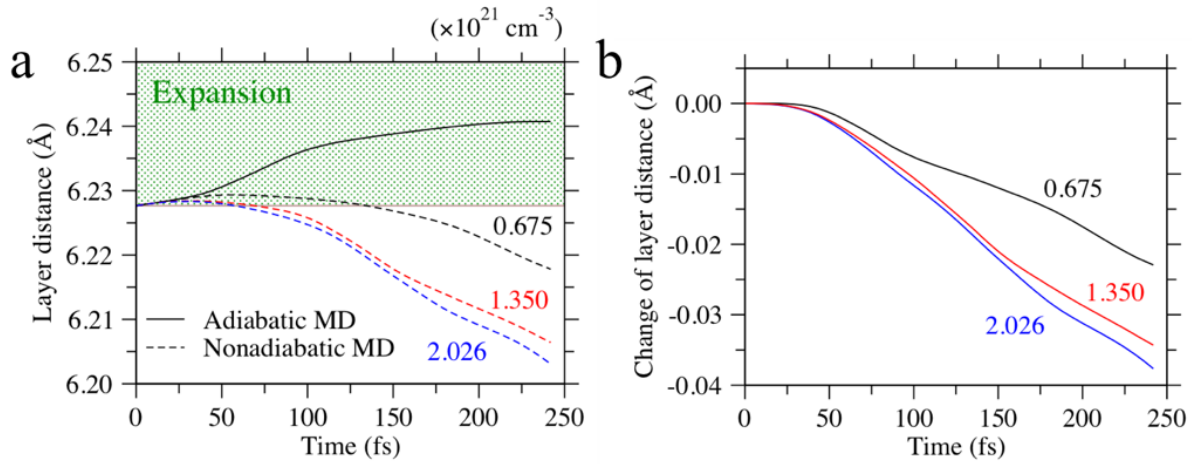 (×10²¹ cm⁻³)
a
Expansion
Layer distance (Å)
6.25
6.24
6.23
6.22
6.21
6.20
0.675
1.350
2.026
Adiabatic MD
Nonadiabatic MD
0 50 100 150 200 250
Time (fs)
b
Change of layer distance (Å)
0.00
-0.01
-0.02
-0.03
-0.04
0.675
1.350
2.026
0 50 100 150 200 250
Time (fs)